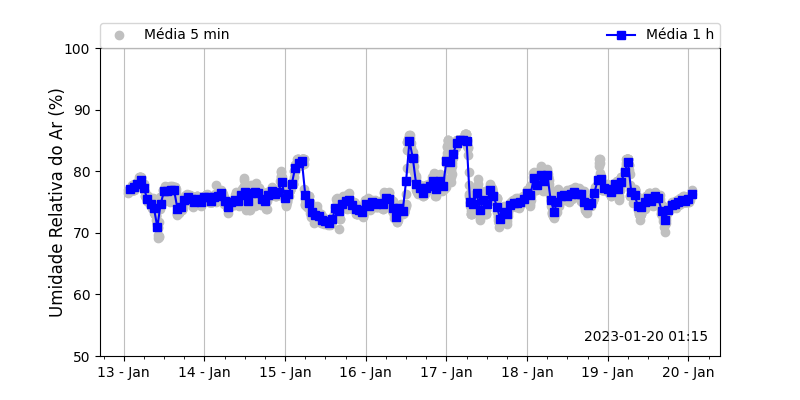 Média 5 min
Média 1 h
Umidade Relativa do Ar (%)
100
90
80
70
60
50
2023-01-20 01:15
13 - Jan
14 - Jan
15 - Jan
16 - Jan
17 - Jan
18 - Jan
19 - Jan
20 - Jan